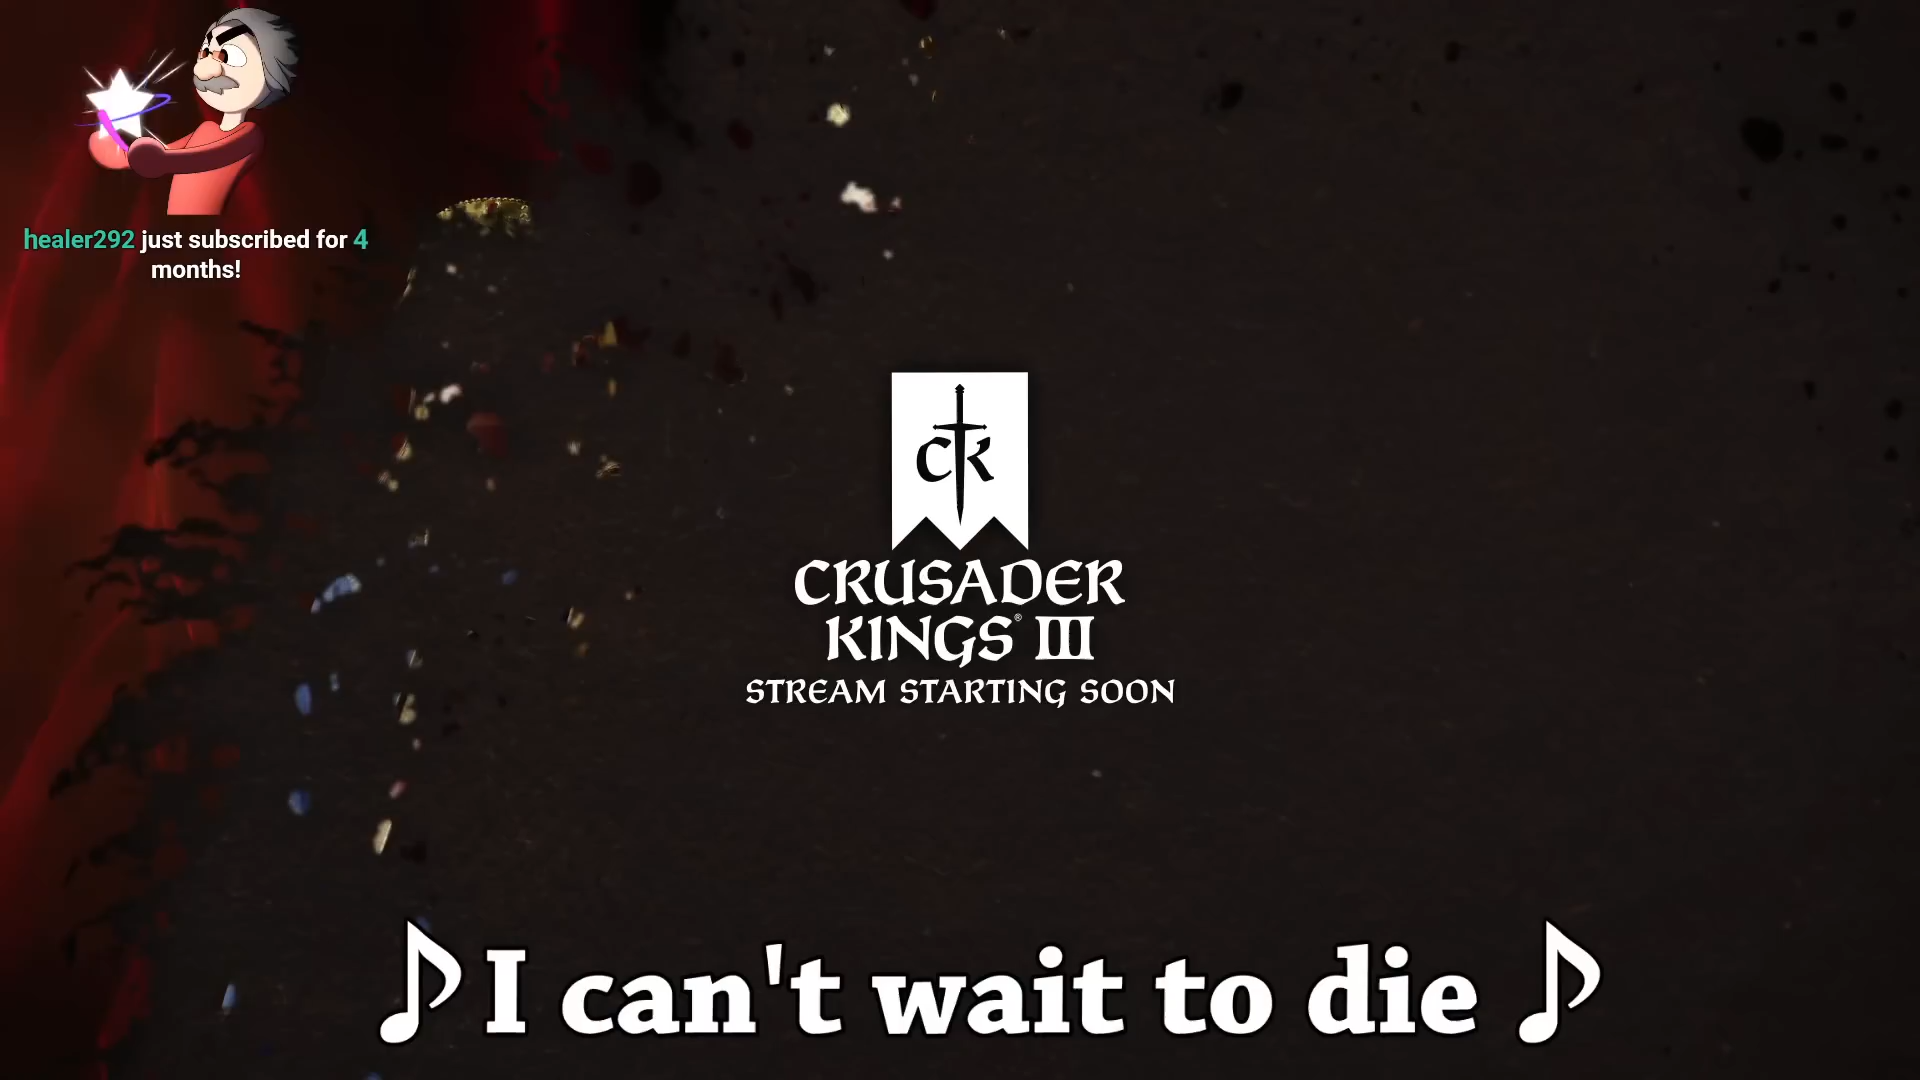 healer292 just subscribed for 4
months!
CK
CRUSADER
KINGS® III
STREAM STARTING SOON
♪ I can't wait to die ♪